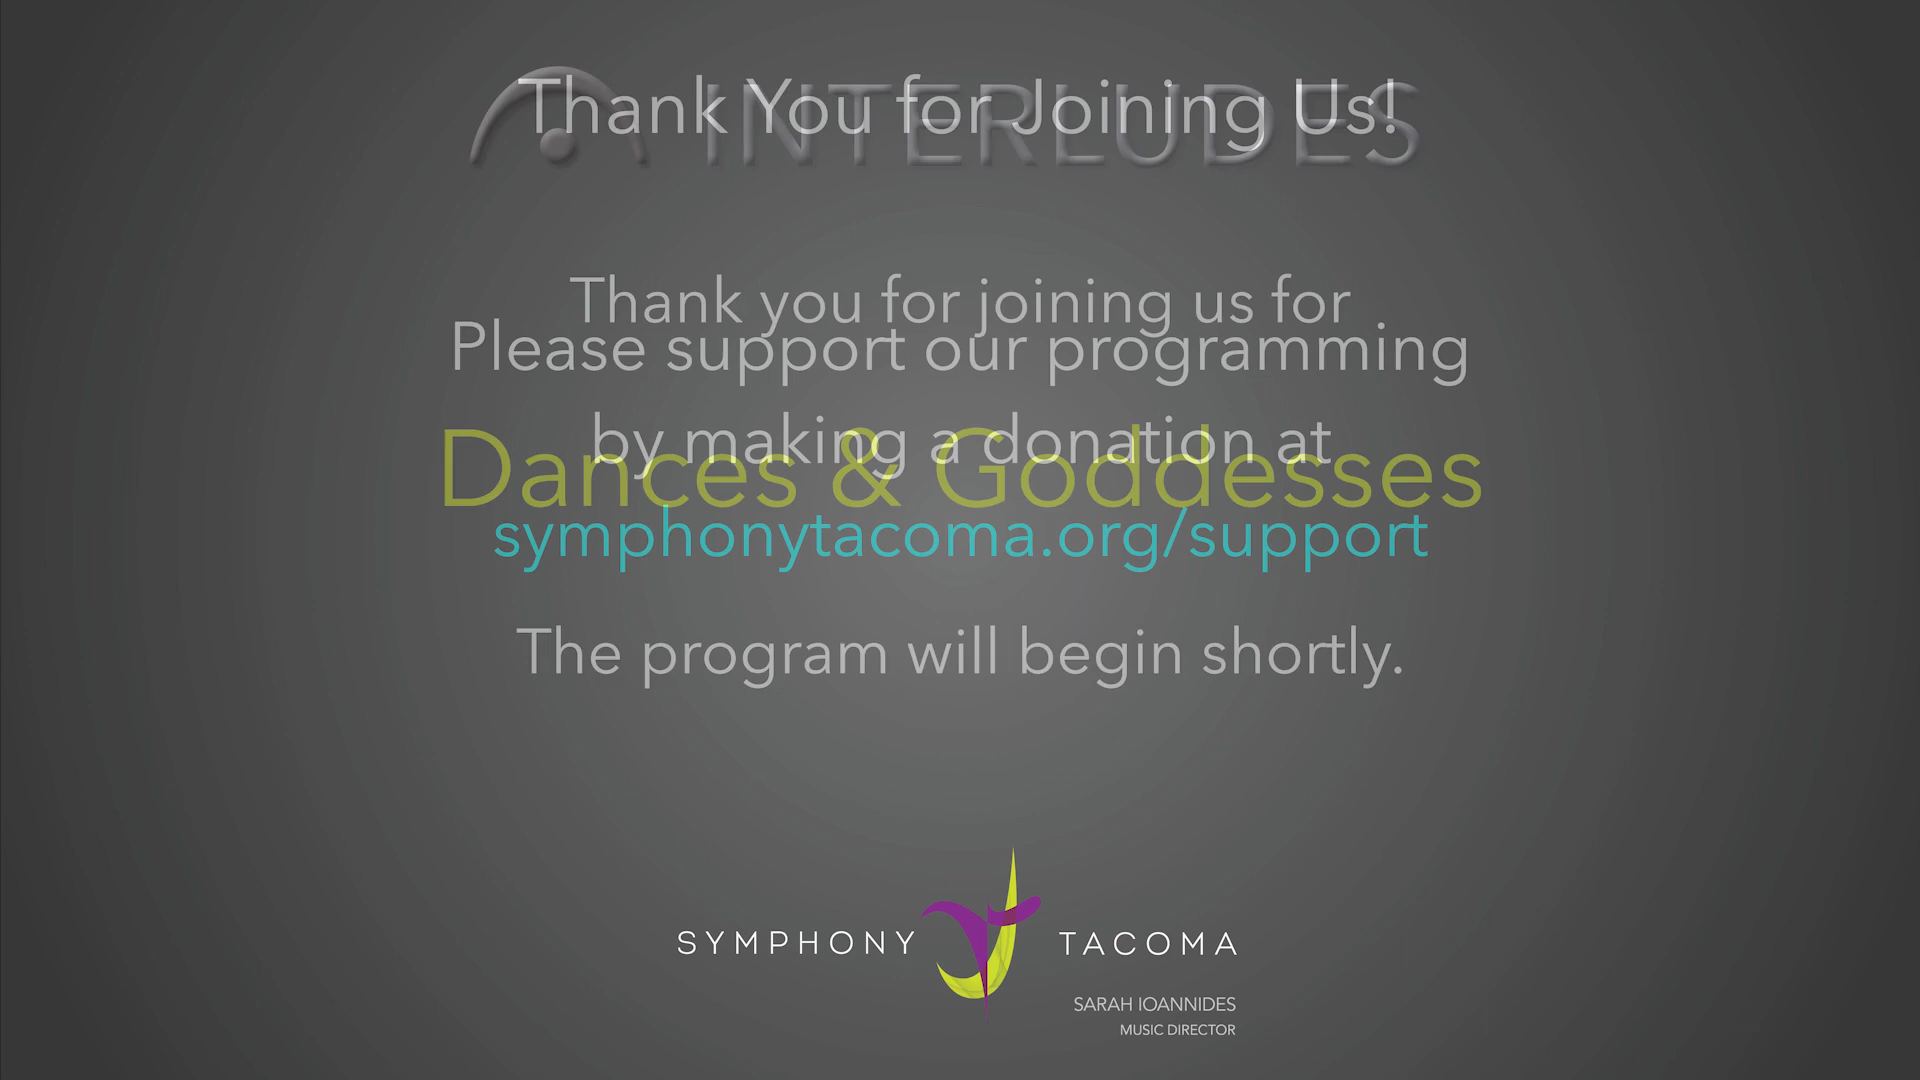 Thank You for Joining Us!
INTERLUDES
Thank you for joining us for
Please support our programming
by making a donation at
Dances & Goddesses
symphonytacoma.org/support
The program will begin shortly.
SYMPHONY TACOMA
SARAH IOANNIDES
MUSIC DIRECTOR